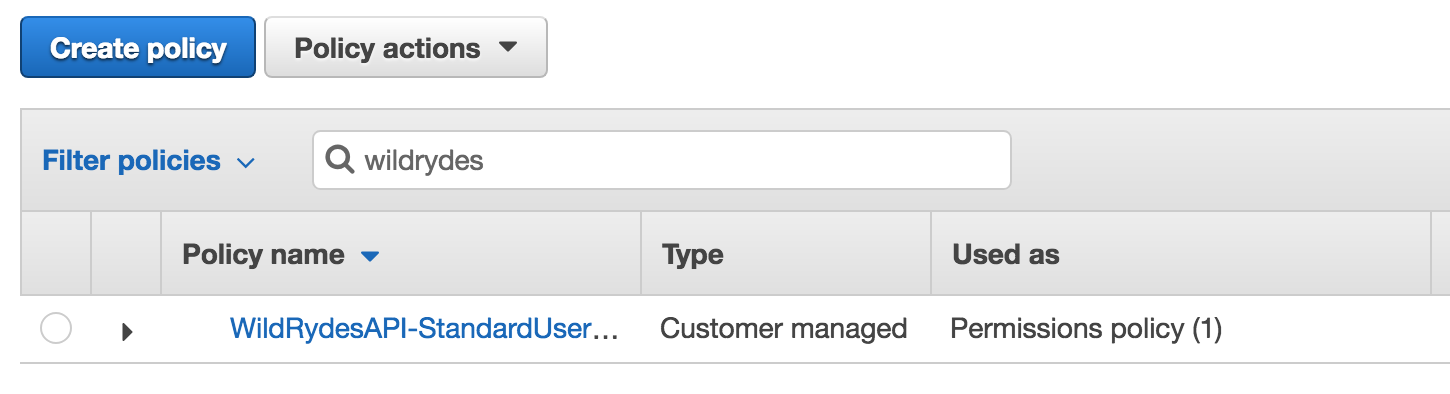 Create policy Policy actions
Filter policies wildrydes
Policy name Type Used as
WildRydesAPI-StandardUser... Customer managed Permissions policy (1)